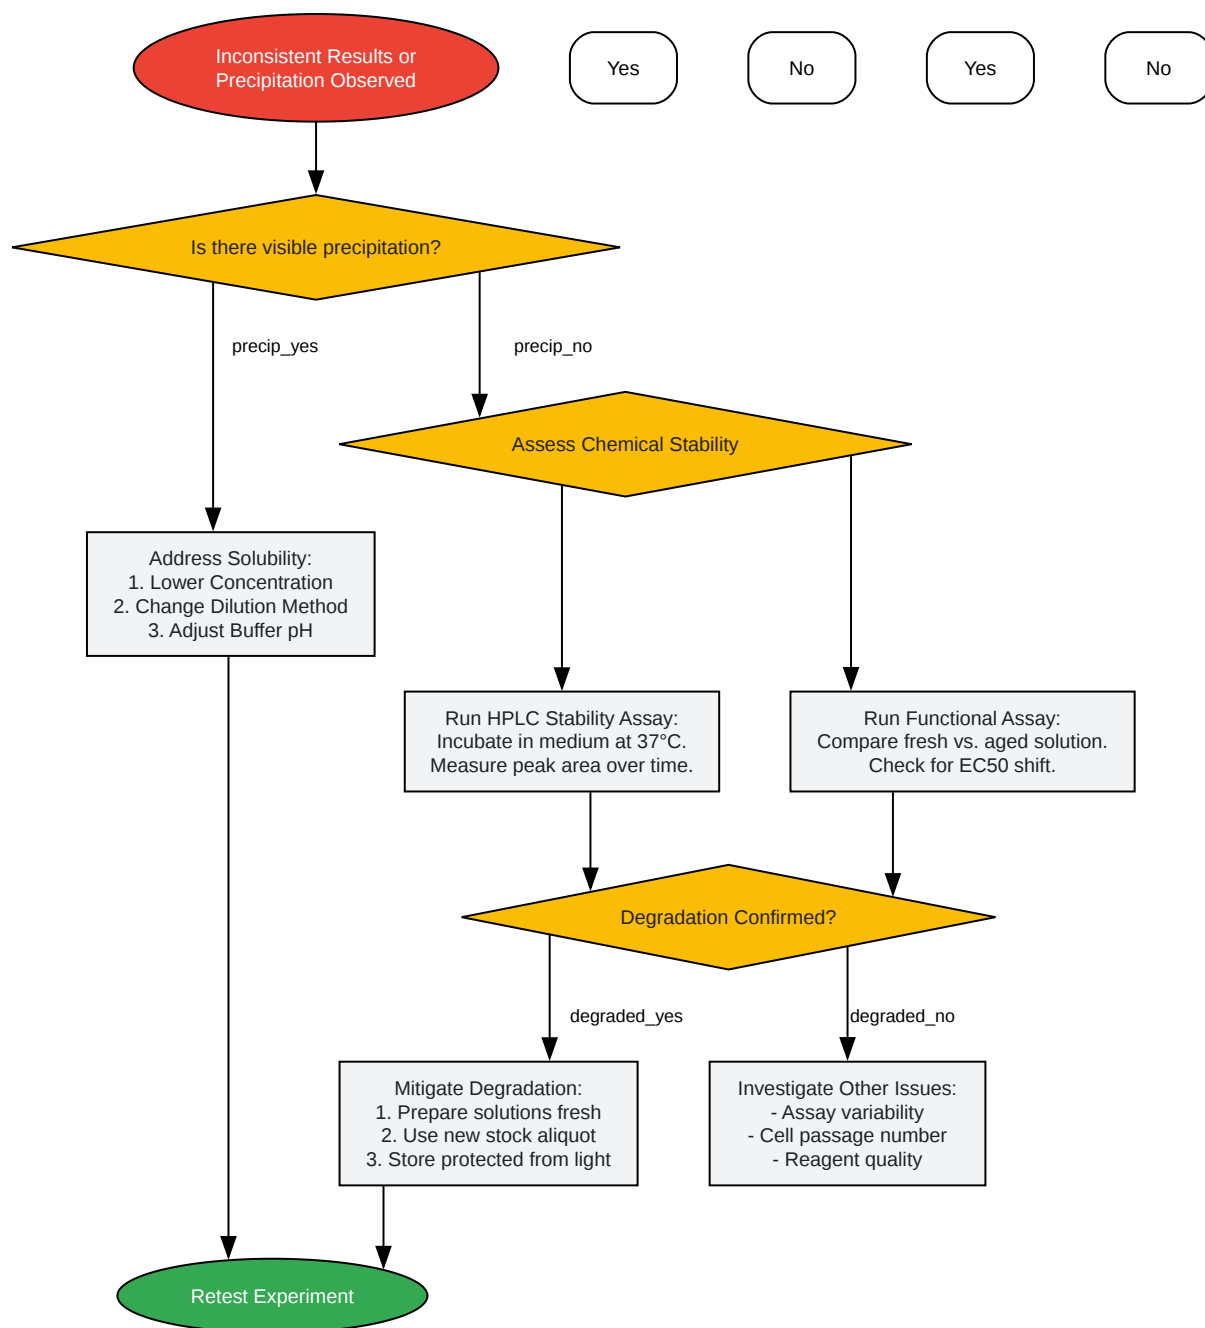 Inconsistent Results or
Precipitation Observed
Yes
No
Yes
No
Is there visible precipitation?
precip_yes
precip_no
Assess Chemical Stability
Address Solubility:
1. Lower Concentration
2. Change Dilution Method
3. Adjust Buffer pH
Run HPLC Stability Assay:
Incubate in medium at 37°C.
Measure peak area over time.
Run Functional Assay:
Compare fresh vs. aged solution.
Check for EC50 shift.
Degradation Confirmed?
degraded_yes
degraded_no
Mitigate Degradation:
1. Prepare solutions fresh
2. Use new stock aliquot
3. Store protected from light
Investigate Other Issues:
- Assay variability
- Cell passage number
- Reagent quality
Retest Experiment